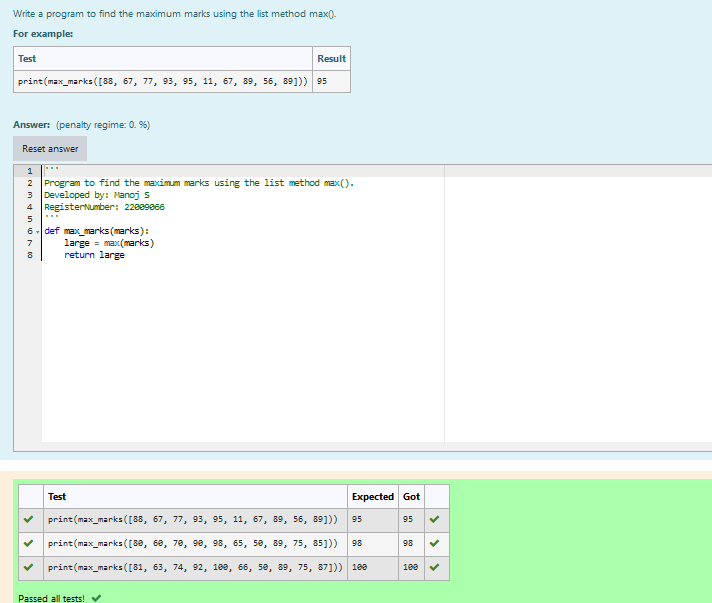 Write a program to find the maximum marks using the list method max().
For example:
Test Result
print(max_marks([88, 67, 77, 93, 95, 11, 67, 89, 56, 89])) 95
Answer: (penalty regime: 0. %)
Reset answer
1 '''
2 Program to find the maximum marks using the list method max().
3 Developed by: Manoj S
4 RegisterNumber: 22009066
5 '''
6 def max_marks(marks):
7 large = max(marks)
8 return large
Test Expected Got
print(max_marks([88, 67, 77, 93, 95, 11, 67, 89, 56, 89])) 95 95
print(max_marks([80, 60, 70, 90, 98, 65, 50, 89, 75, 85])) 98 98
print(max_marks([81, 63, 74, 92, 100, 66, 50, 89, 75, 87])) 100 100
Passed all tests!